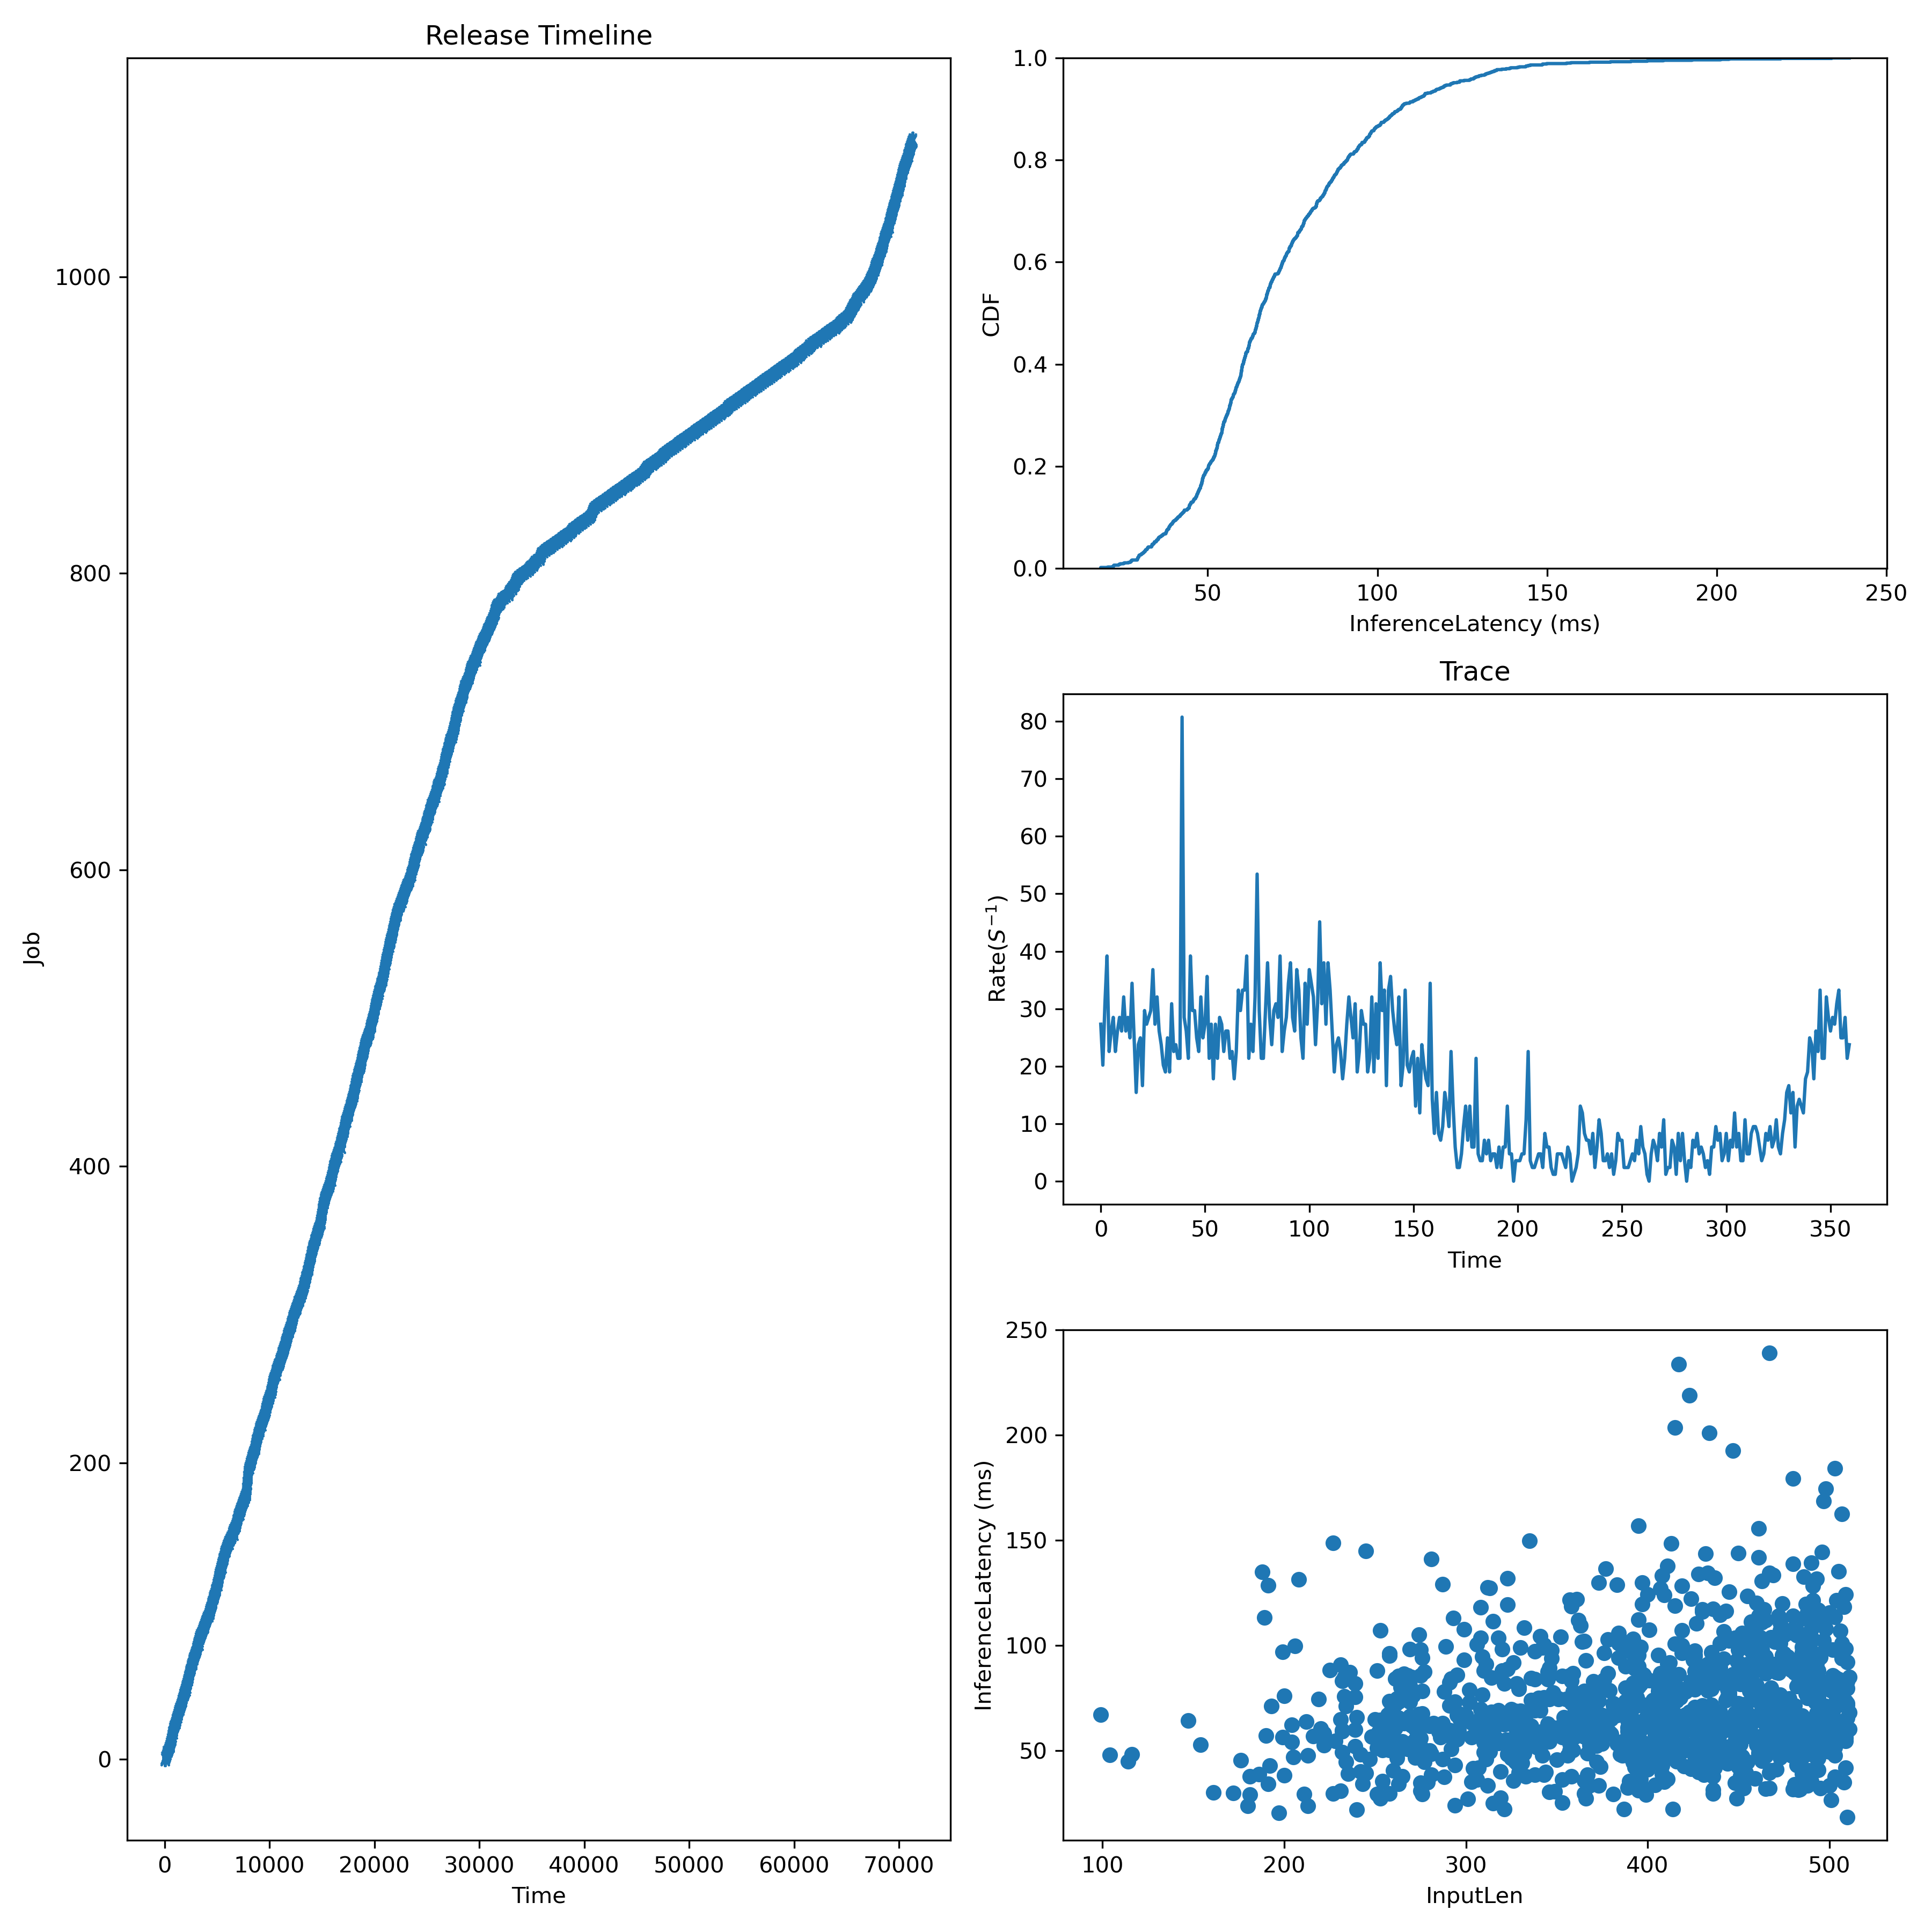 Release Timeline
Job
1000
800
600
400
200
0
0 10000 20000 30000 40000 50000 60000 70000
Time
CDF
1.0
0.8
0.6
0.4
0.2
0.0
50 100 150 200 250
InferenceLatency (ms)
Trace
Rate(S⁻¹)
80
70
60
50
40
30
20
10
0
0 50 100 150 200 250 300 350
Time
InferenceLatency (ms)
250
200
150
100
50
100 200 300 400 500
InputLen